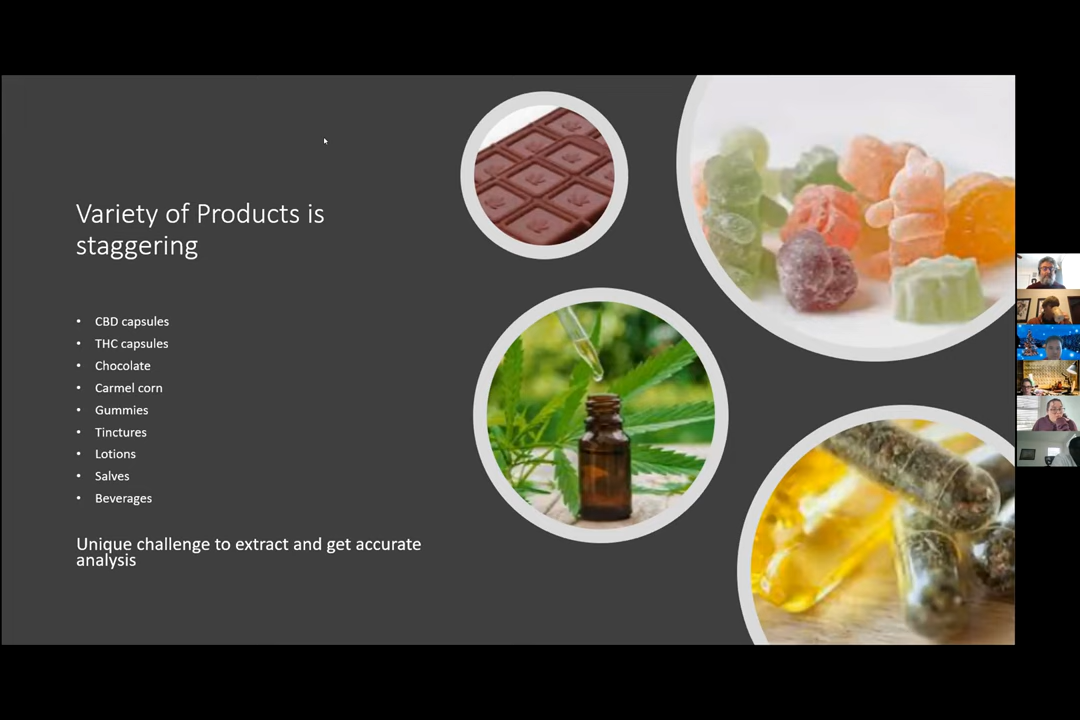 Variety of Products is
staggering
• CBD capsules
• THC capsules
• Chocolate
• Carmel corn
• Gummies
• Tinctures
• Lotions
• Salves
• Beverages
Unique challenge to extract and get accurate
analysis